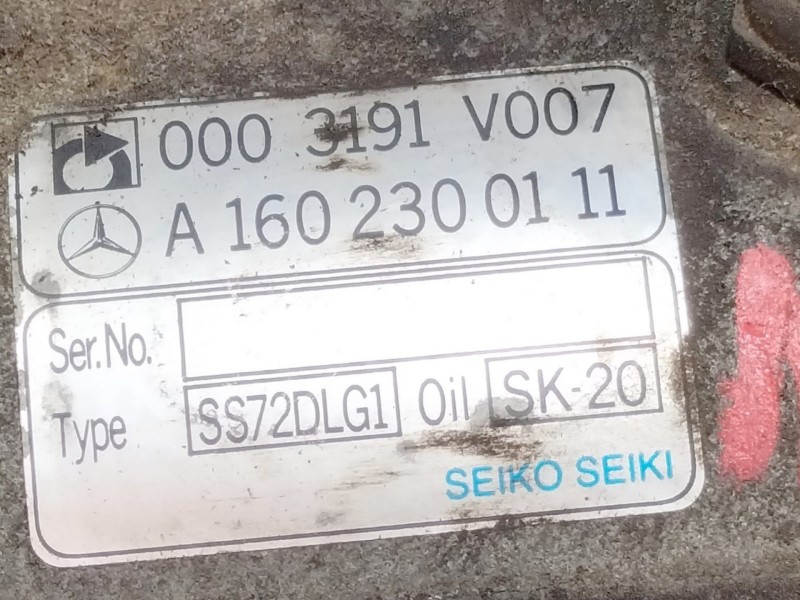 000 3191 V007
A 160 230 01 11
Ser.No.
Type SS72DLG1 Oil SK-20
SEIKO SEIKI